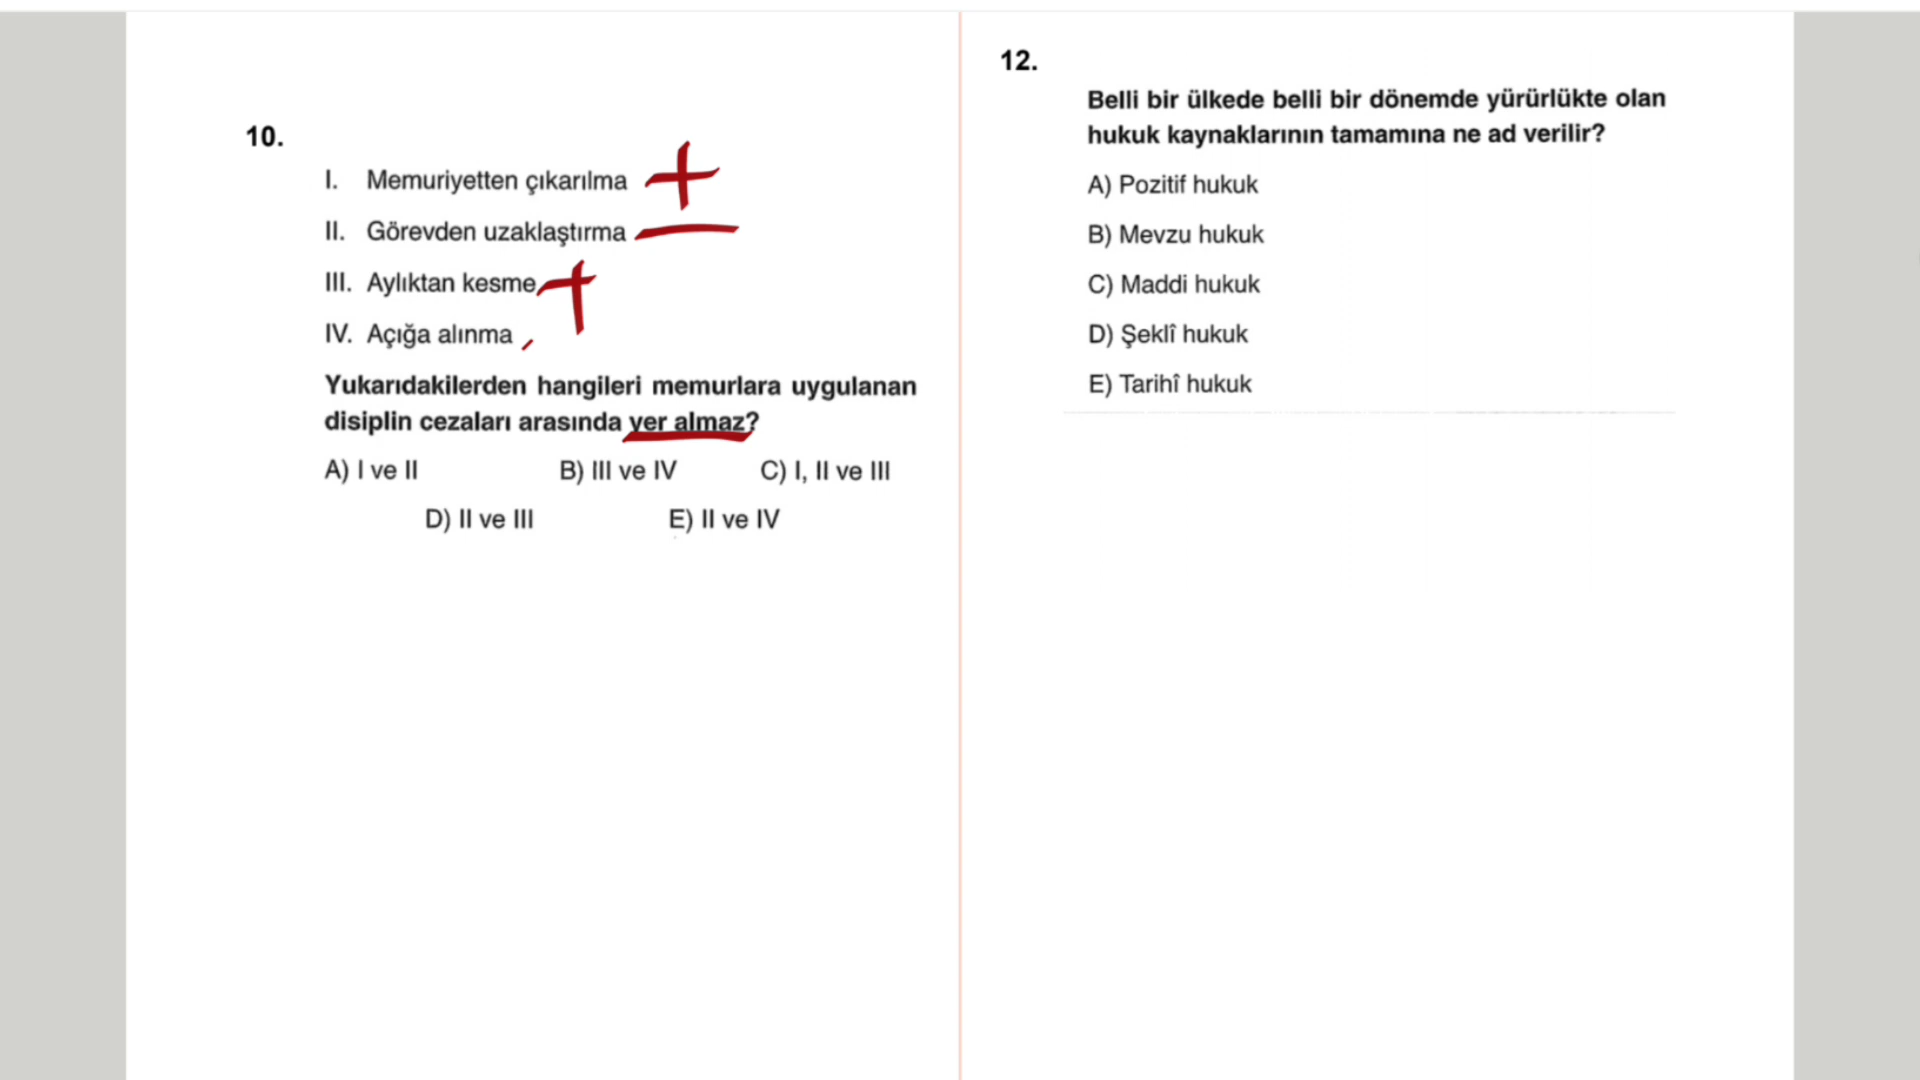 10.
I. Memuriyetten çıkarılma
II. Görevden uzaklaştırma
III. Aylıktan kesme
IV. Açığa alınma
Yukarıdakilerden hangileri memurlara uygulanan
disiplin cezaları arasında yer almaz?
A) I ve II B) III ve IV C) I, II ve III
D) II ve III E) II ve IV
12.
Belli bir ülkede belli bir dönemde yürürlükte olan
hukuk kaynaklarının tamamına ne ad verilir?
A) Pozitif hukuk
B) Mevzu hukuk
C) Maddi hukuk
D) Şeklî hukuk
E) Tarihî hukuk